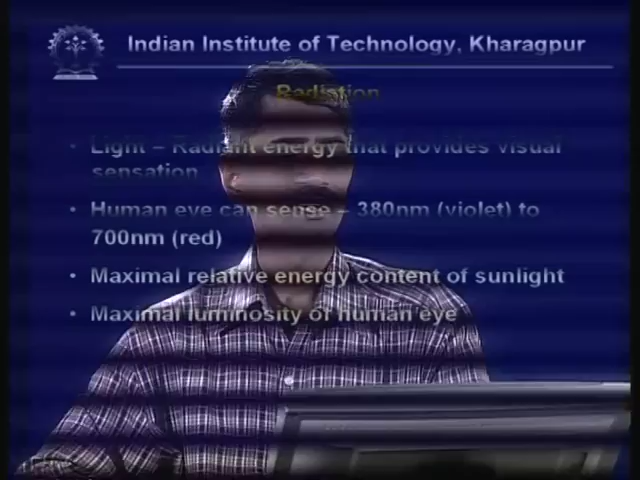 Indian Institute of Technology, Kharagpur
Radiation
• Light – Radiant energy that provides visual
sensation
• Human eye can sense – 380nm (violet) to
700nm (red)
• Maximal relative energy content of sunlight
• Maximal luminosity of human eye